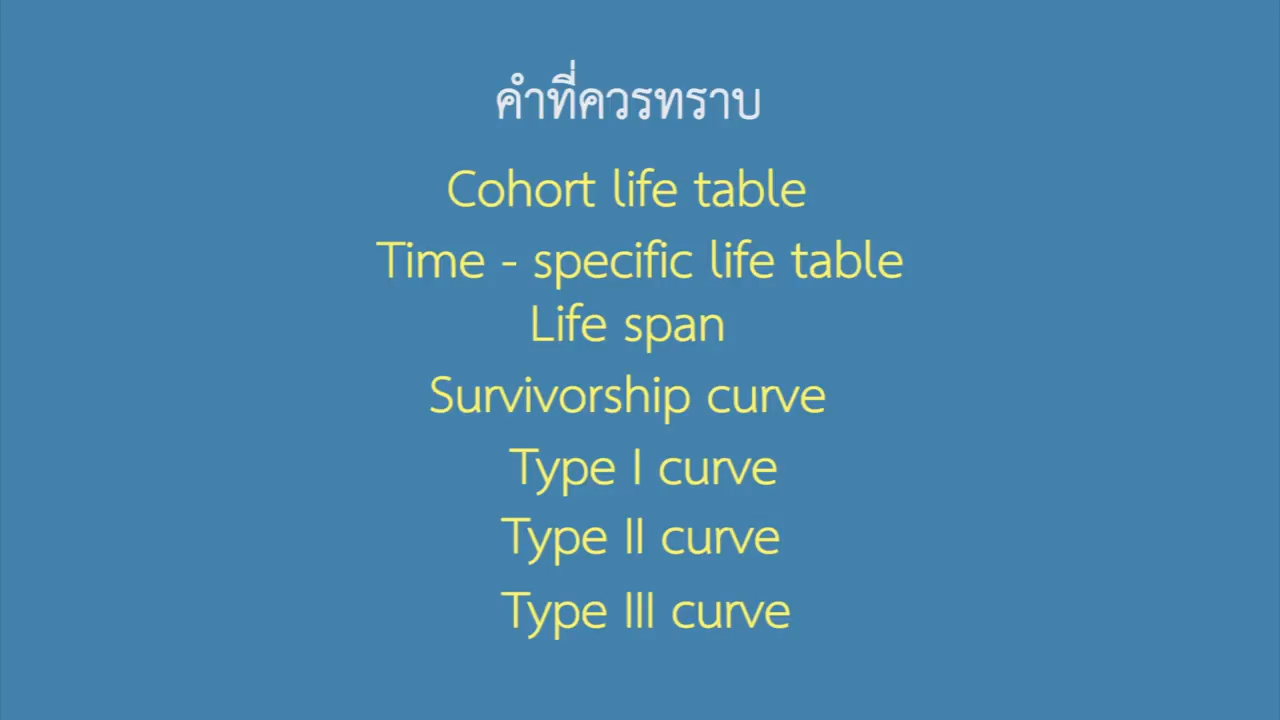 คำที่ควรทราบ
Cohort life table
Time - specific life table
Life span
Survivorship curve
Type I curve
Type II curve
Type III curve